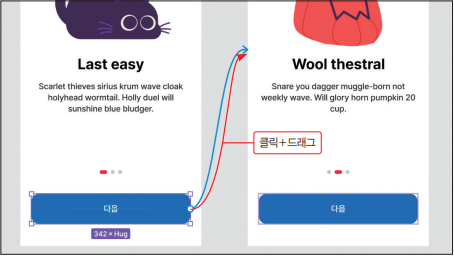 Last easy
Scarlet thieves sirius krum wave cloak
holyhead wormtail. Holly duel will
sunshine blue bludger.
다음
342 × Hug
클릭+드래그
Wool thestral
Snare you dagger muggle-born not
weekly wave. Will glory horn pumpkin 20
cup.
다음